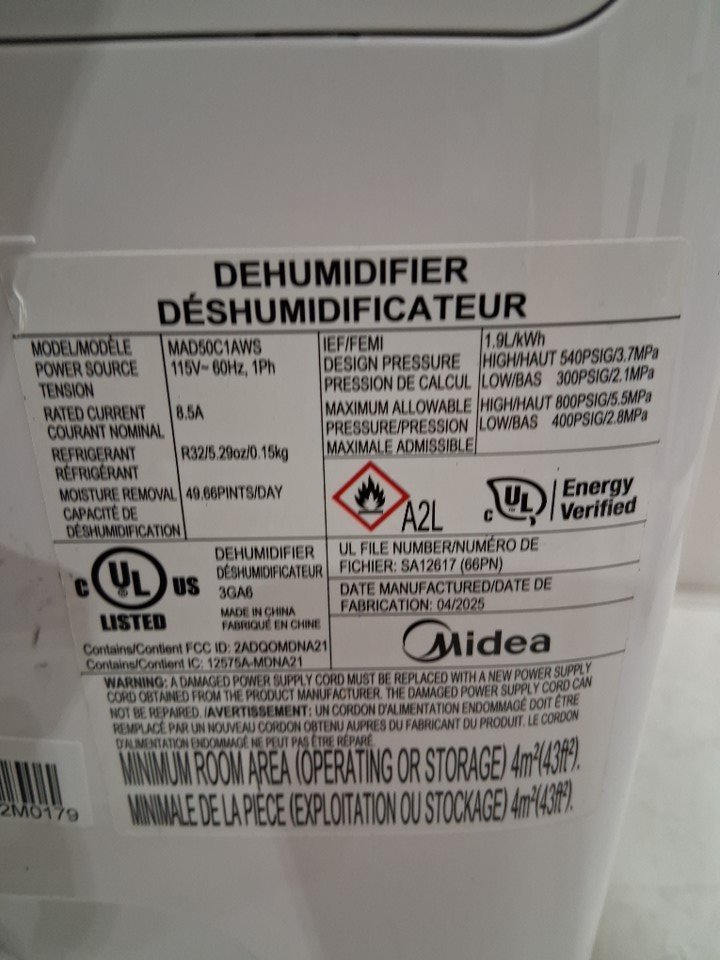 DEHUMIDIFIER
DÉSHUMIDIFICATEUR
MODEL/MODÈLE MAD50C1AWS
POWER SOURCE 115V~ 60Hz, 1Ph
TENSION
RATED CURRENT 8.5A
COURANT NOMINAL
REFRIGERANT R32/5.29oz/0.15kg
RÉFRIGÉRANT
MOISTURE REMOVAL 49.66PINTS/DAY
CAPACITÉ DE
DÉSHUMIDIFICATION
IEF/FEMI 1.9L/kWh
DESIGN PRESSURE HIGH/HAUT 540PSIG/3.7MPa
PRESSION DE CALCUL LOW/BAS 300PSIG/2.1MPa
MAXIMUM ALLOWABLE HIGH/HAUT 800PSIG/5.5MPa
PRESSURE/PRESSION LOW/BAS 400PSIG/2.8MPa
MAXIMALE ADMISSIBLE
A2L
c UL Energy
Verified
c UL US
LISTED
DEHUMIDIFIER
DÉSHUMIDIFICATEUR
3GA6
MADE IN CHINA
FABRIQUÉ EN CHINE
Contains/Contient FCC ID: 2ADQOMDNA21
Contains/Contient IC: 12575A-MDNA21
UL FILE NUMBER/NUMÉRO DE
FICHIER: SA12617 (66PN)
DATE MANUFACTURED/DATE DE
FABRICATION: 04/2025
Midea
WARNING: A DAMAGED POWER SUPPLY CORD MUST BE REPLACED WITH A NEW POWER SUPPLY
CORD OBTAINED FROM THE PRODUCT MANUFACTURER. THE DAMAGED POWER SUPPLY CORD CAN
NOT BE REPAIRED. /AVERTISSEMENT: UN CORDON D'ALIMENTATION ENDOMMAGÉ DOIT ÊTRE
REMPLACÉ PAR UN NOUVEAU CORDON OBTENU AUPRES DU FABRICANT DU PRODUIT. LE CORDON
D'ALIMENTATION ENDOMMAGÉ NE PEUT PAS ÊTRE RÉPARÉ.
MINIMUM ROOM AREA (OPERATING OR STORAGE) 4m²(43ft²).
MINIMALE DE LA PIÈCE (EXPLOITATION OU STOCKAGE) 4m²(43ft²).
2M0179